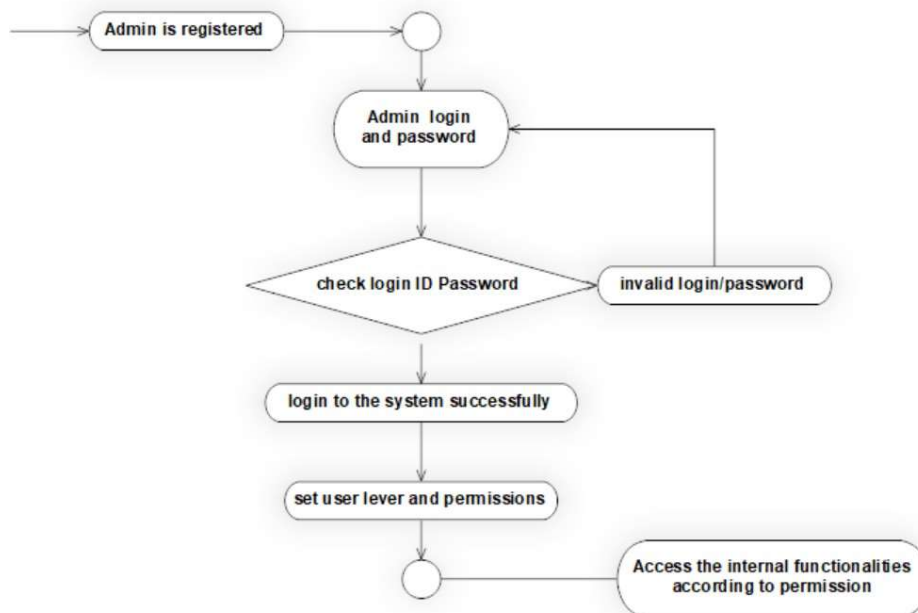 Admin is registered
Admin login
and password
check login ID Password
invalid login/password
login to the system successfully
set user lever and permissions
Access the internal functionalities
according to permission